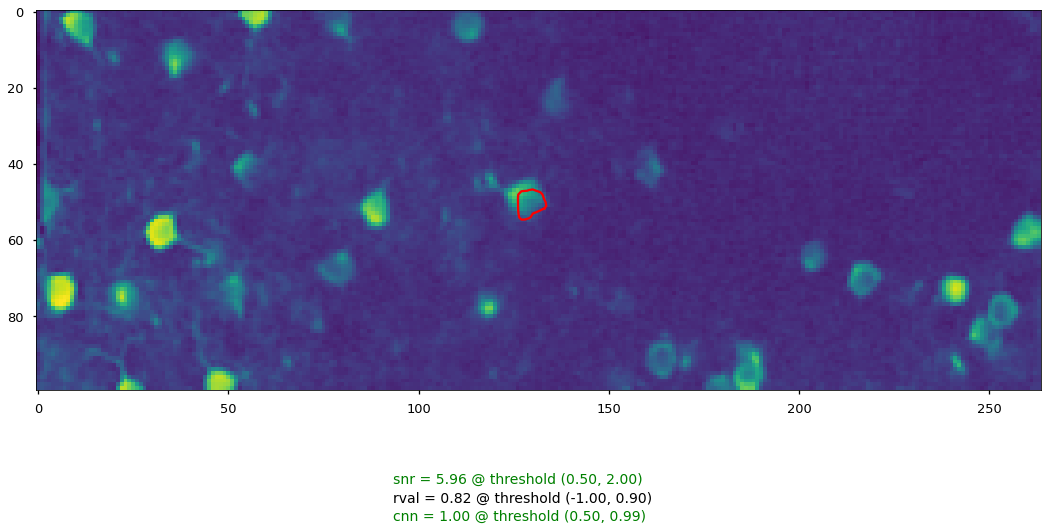 0
20
40
60
80
0 50 100 150 200 250
snr = 5.96 @ threshold (0.50, 2.00)
rval = 0.82 @ threshold (-1.00, 0.90)
cnn = 1.00 @ threshold (0.50, 0.99)